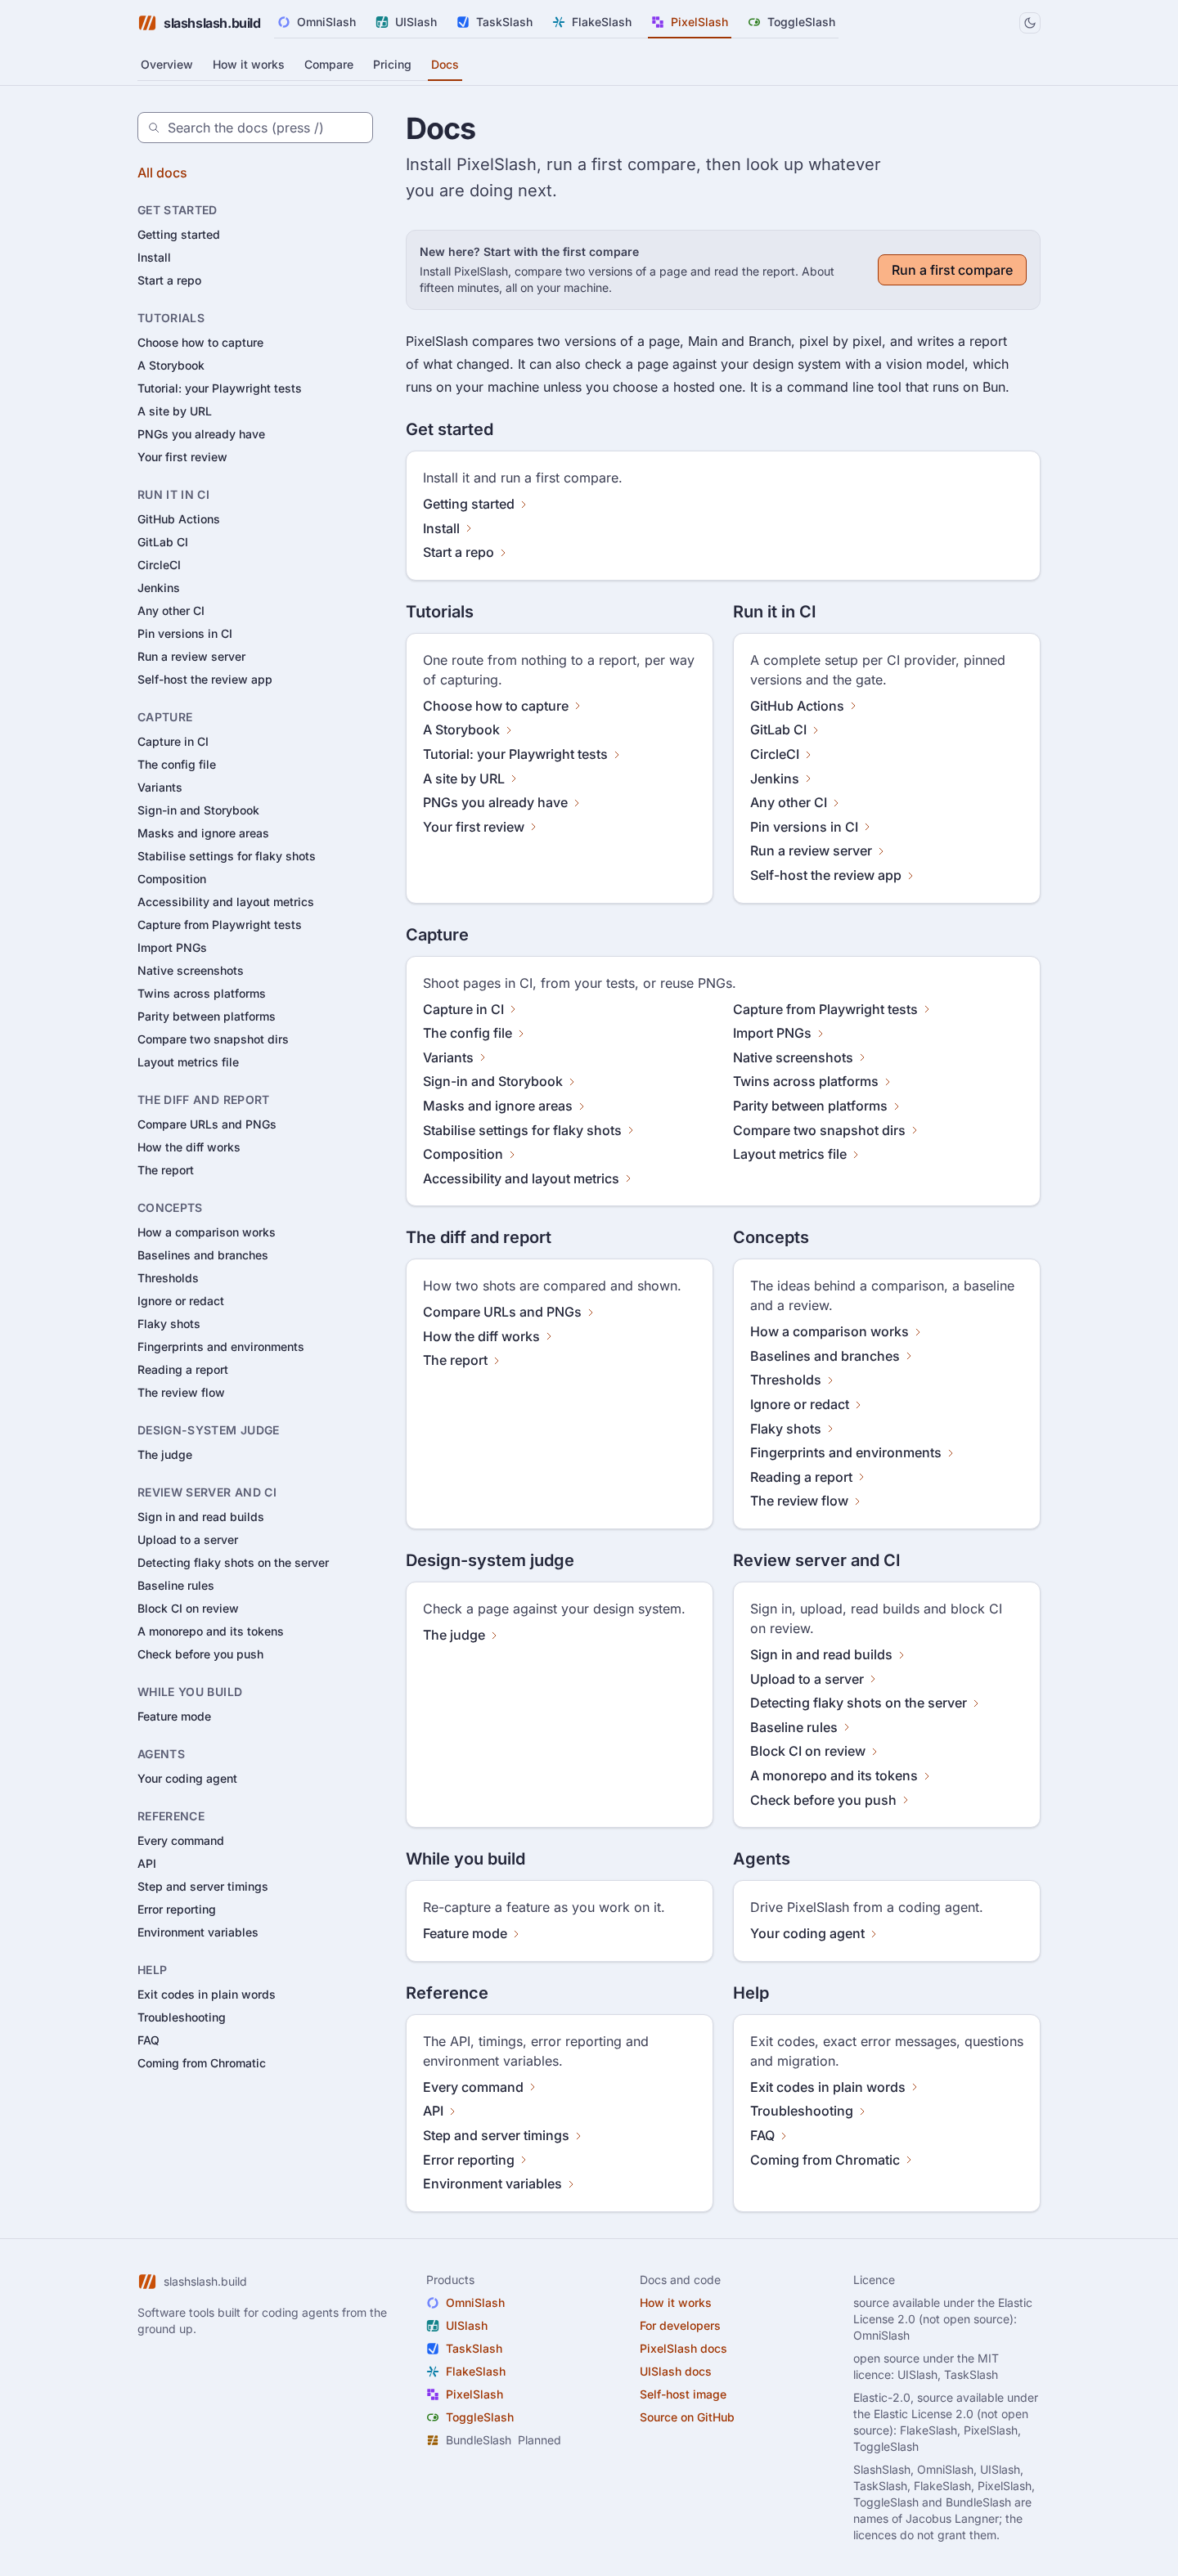 slashslash.build
OmniSlash
UISlash
TaskSlash
FlakeSlash
PixelSlash
ToggleSlash
Overview
How it works
Compare
Pricing
Docs
Search the docs (press /)
All docs
GET STARTED
Getting started
Install
Start a repo
TUTORIALS
Choose how to capture
A Storybook
Tutorial: your Playwright tests
A site by URL
PNGs you already have
Your first review
RUN IT IN CI
GitHub Actions
GitLab CI
CircleCI
Jenkins
Any other CI
Pin versions in CI
Run a review server
Self-host the review app
CAPTURE
Capture in CI
The config file
Variants
Sign-in and Storybook
Masks and ignore areas
Stabilise settings for flaky shots
Composition
Accessibility and layout metrics
Capture from Playwright tests
Import PNGs
Native screenshots
Twins across platforms
Parity between platforms
Compare two snapshot dirs
Layout metrics file
THE DIFF AND REPORT
Compare URLs and PNGs
How the diff works
The report
CONCEPTS
How a comparison works
Baselines and branches
Thresholds
Ignore or redact
Flaky shots
Fingerprints and environments
Reading a report
The review flow
DESIGN-SYSTEM JUDGE
The judge
REVIEW SERVER AND CI
Sign in and read builds
Upload to a server
Detecting flaky shots on the server
Baseline rules
Block CI on review
A monorepo and its tokens
Check before you push
WHILE YOU BUILD
Feature mode
AGENTS
Your coding agent
REFERENCE
Every command
API
Step and server timings
Error reporting
Environment variables
HELP
Exit codes in plain words
Troubleshooting
FAQ
Coming from Chromatic
Docs
Install PixelSlash, run a first compare, then look up whatever
you are doing next.
New here? Start with the first compare
Install PixelSlash, compare two versions of a page and read the report. About
fifteen minutes, all on your machine.
Run a first compare
PixelSlash compares two versions of a page, Main and Branch, pixel by pixel, and writes a report
of what changed. It can also check a page against your design system with a vision model, which
runs on your machine unless you choose a hosted one. It is a command line tool that runs on Bun.
Get started
Install it and run a first compare.
Getting started
Install
Start a repo
Tutorials
One route from nothing to a report, per way
of capturing.
Choose how to capture
A Storybook
Tutorial: your Playwright tests
A site by URL
PNGs you already have
Your first review
Run it in CI
A complete setup per CI provider, pinned
versions and the gate.
GitHub Actions
GitLab CI
CircleCI
Jenkins
Any other CI
Pin versions in CI
Run a review server
Self-host the review app
Capture
Shoot pages in CI, from your tests, or reuse PNGs.
Capture in CI
The config file
Variants
Sign-in and Storybook
Masks and ignore areas
Stabilise settings for flaky shots
Composition
Accessibility and layout metrics
Capture from Playwright tests
Import PNGs
Native screenshots
Twins across platforms
Parity between platforms
Compare two snapshot dirs
Layout metrics file
The diff and report
How two shots are compared and shown.
Compare URLs and PNGs
How the diff works
The report
Concepts
The ideas behind a comparison, a baseline
and a review.
How a comparison works
Baselines and branches
Thresholds
Ignore or redact
Flaky shots
Fingerprints and environments
Reading a report
The review flow
Design-system judge
Check a page against your design system.
The judge
Review server and CI
Sign in, upload, read builds and block CI
on review.
Sign in and read builds
Upload to a server
Detecting flaky shots on the server
Baseline rules
Block CI on review
A monorepo and its tokens
Check before you push
While you build
Re-capture a feature as you work on it.
Feature mode
Agents
Drive PixelSlash from a coding agent.
Your coding agent
Reference
The API, timings, error reporting and
environment variables.
Every command
API
Step and server timings
Error reporting
Environment variables
Help
Exit codes, exact error messages, questions
and migration.
Exit codes in plain words
Troubleshooting
FAQ
Coming from Chromatic
slashslash.build
Software tools built for coding agents from the
ground up.
Products
OmniSlash
UISlash
TaskSlash
FlakeSlash
PixelSlash
ToggleSlash
BundleSlash Planned
Docs and code
How it works
For developers
PixelSlash docs
UISlash docs
Self-host image
Source on GitHub
Licence
source available under the Elastic
License 2.0 (not open source):
OmniSlash
open source under the MIT
licence: UISlash, TaskSlash
Elastic-2.0, source available under
the Elastic License 2.0 (not open
source): FlakeSlash, PixelSlash,
ToggleSlash
SlashSlash, OmniSlash, UISlash,
TaskSlash, FlakeSlash, PixelSlash,
ToggleSlash and BundleSlash are
names of Jacobus Langner; the
licences do not grant them.